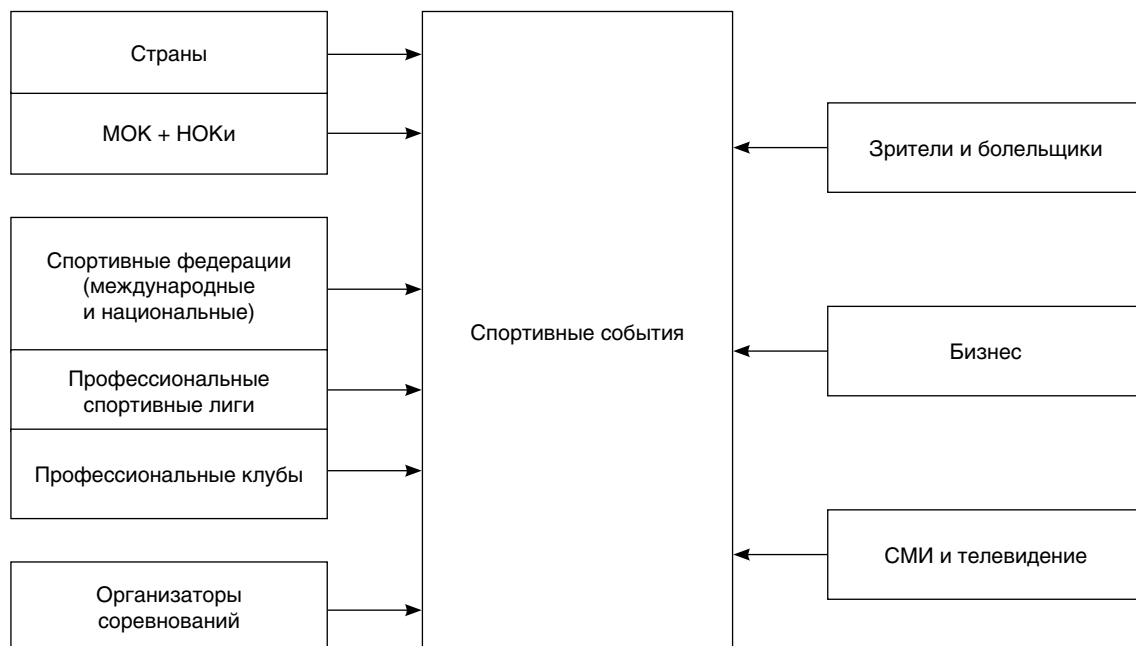 Страны
МОК + НОКи
Спортивные федерации
(международные
и национальные)
Профессиональные
спортивные лиги
Профессиональные клубы
Организаторы
соревнований
Спортивные события
Зрители и болельщики
Бизнес
СМИ и телевидение